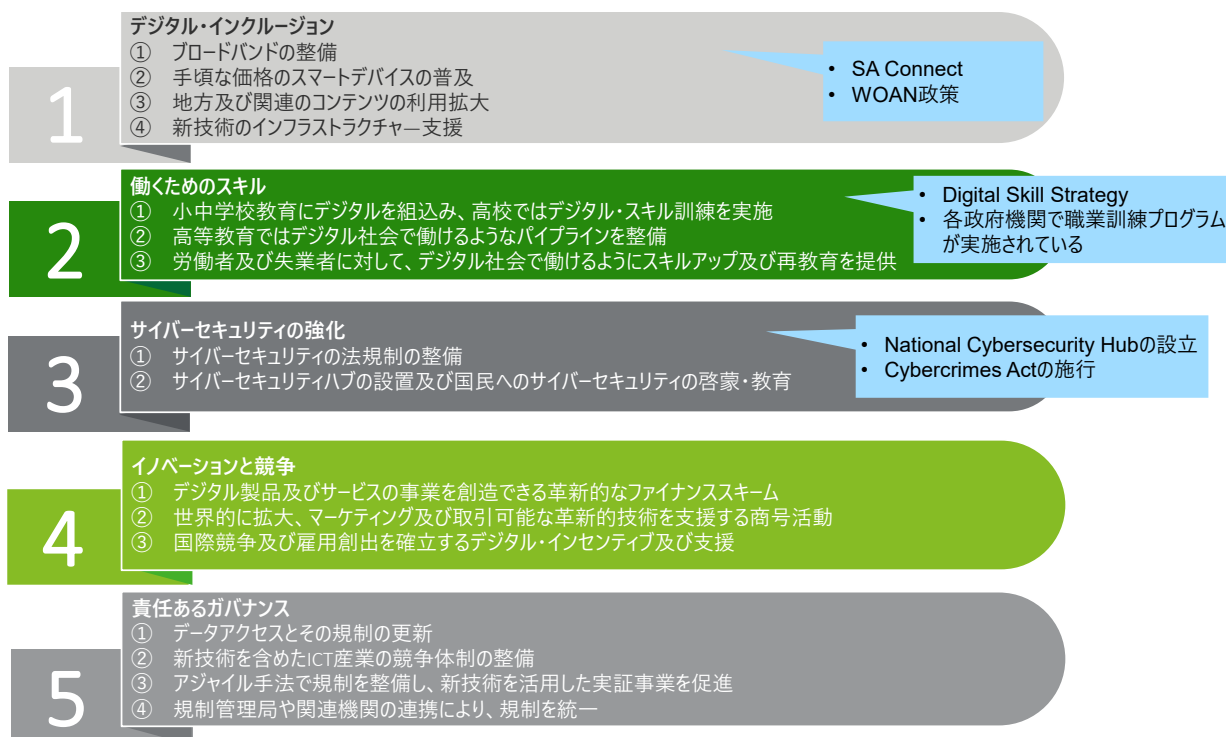 1
デジタル・インクルージョン
① ブロードバンドの整備
② 手頃な価格のスマートデバイスの普及
③ 地方及び関連のコンテンツの利用拡大
④ 新技術のインフラストラクチャ―支援
• SA Connect
• WOAN政策
2
働くためのスキル
① 小中学校教育にデジタルを組込み、高校ではデジタル・スキル訓練を実施
② 高等教育ではデジタル社会で働けるようなパイプラインを整備
③ 労働者及び失業者に対して、デジタル社会で働けるようにスキルアップ及び再教育を提供
• Digital Skill Strategy
• 各政府機関で職業訓練プログラム
が実施されている
3
サイバーセキュリティの強化
① サイバーセキュリティの法規制の整備
② サイバーセキュリティハブの設置及び国民へのサイバーセキュリティの啓蒙・教育
• National Cybersecurity Hubの設立
• Cybercrimes Actの施行
4
イノベーションと競争
① デジタル製品及びサービスの事業を創造できる革新的なファイナンススキーム
② 世界的に拡大、マーケティング及び取引可能な革新的技術を支援する商号活動
③ 国際競争及び雇用創出を確立するデジタル・インセンティブ及び支援
5
責任あるガバナンス
① データアクセスとその規制の更新
② 新技術を含めたICT産業の競争体制の整備
③ アジャイル手法で規制を整備し、新技術を活用した実証事業を促進
④ 規制管理局や関連機関の連携により、規制を統一